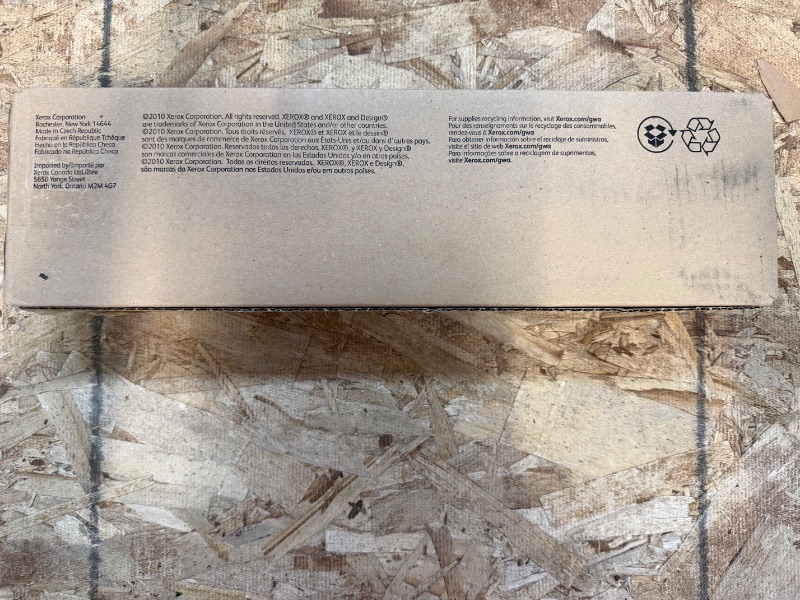 Xerox Corporation
Rochester, New York 14644
Made in Czech Republic
Fabriqué en République Tchèque
Hecho en la República Checa
Fabricado na República Checa
Imported by/Importé par
Xerox Canada Ltd./ltée
5650 Yonge Street
North York, Ontario M2M 4G7
©2010 Xerox Corporation. All rights reserved. XEROX® and XEROX and Design®
are trademarks of Xerox Corporation in the United States and/or other countries.
©2010 Xerox Corporation. Tous droits réservés. XEROX® et XEROX et le dessin®
sont des marques de commerce de Xerox Corporation aux États-Unis et/ou dans d'autres pays.
©2010 Xerox Corporation. Reservados todos los derechos. XEROX®, y XEROX y Design®
son marcas comerciales de Xerox Corporation en los Estados Unidos y/o en otros países.
©2010 Xerox Corporation. Todos os direitos reservados. XEROX®, XEROX e Design®,
são marcas da Xerox Corporation nos Estados Unidos e/ou em outros países.
For supplies recycling information, visit Xerox.com/gwa
Pour des renseignements sur le recyclage des consommables,
rendez-vous à Xerox.com/gwa
Para obtener información sobre el reciclaje de suministros,
visite el sitio de web Xerox.com/gwa
Para informações sobre a reciclagem de suprimentos,
visite Xerox.com/gwa.